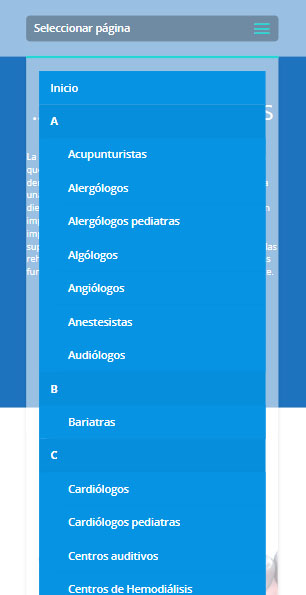 Seleccionar página
Inicio
A
Acupunturistas
Alergólogos
Alergólogos pediatras
Algólogos
Angiólogos
Anestesistas
Audiólogos
B
Bariatras
C
Cardiólogos
Cardiólogos pediatras
Centros auditivos
Centros de Hemodiálisis